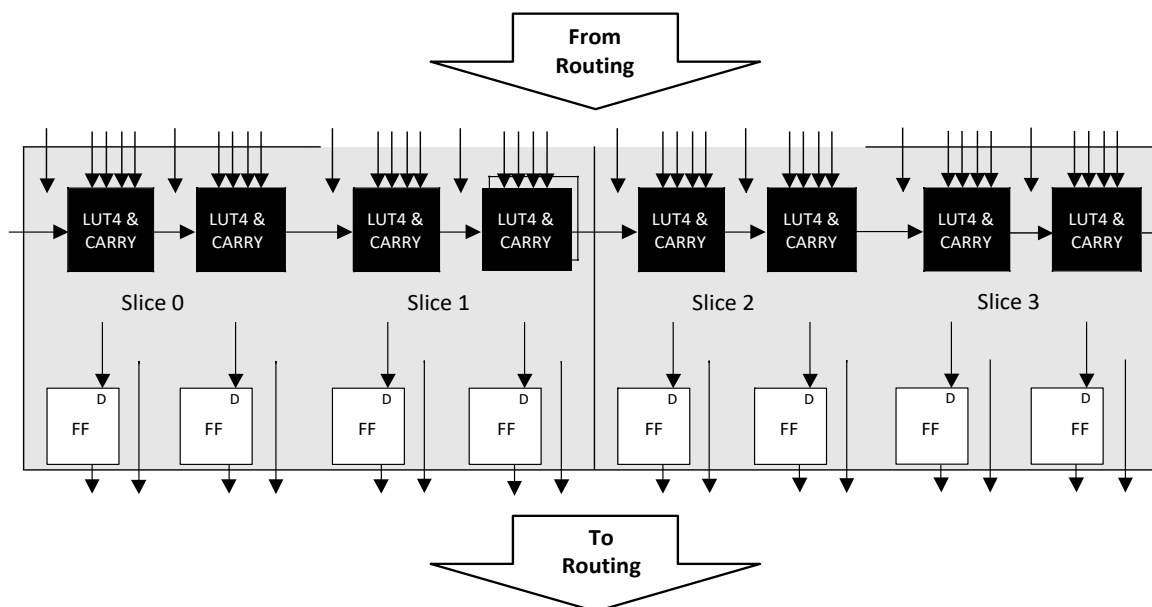 From
Routing
LUT4 &
CARRY
LUT4 &
CARRY
LUT4 &
CARRY
LUT4 &
CARRY
LUT4 &
CARRY
LUT4 &
CARRY
LUT4 &
CARRY
LUT4 &
CARRY
Slice 0
Slice 1
Slice 2
Slice 3
D
FF
D
FF
D
FF
D
FF
D
FF
D
FF
D
FF
D
FF
To
Routing